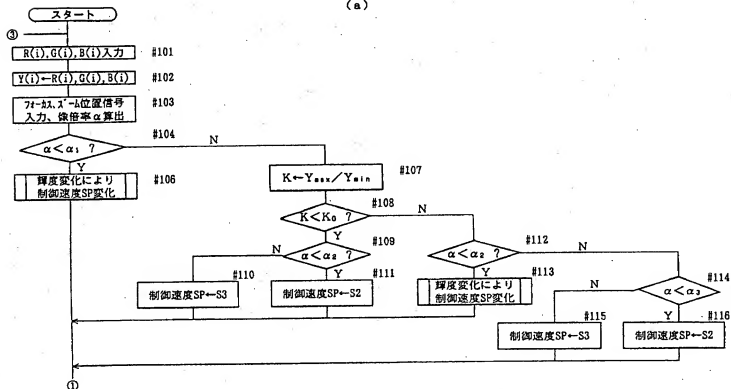 (a)
スタート
③
R(i),G(i),B(i)入力 #101
Y(i)←R(i),G(i),B(i) #102
フォーカス、ズーム位置信号
入力、像倍率α算出 #103
α<α₁ ? #104
N
Y
輝度変化により
制御速度SP変化 #106
K←Ymax/Ymin #107
K<K₀ ? #108
N
Y
α<α₂ ? #109
N
Y
制御速度SP←S3 #110
制御速度SP←S2 #111
α<α₂ ? #112
N
Y
輝度変化により
制御速度SP変化 #113
α<α₃ #114
N
Y
制御速度SP←S3 #115
制御速度SP←S2 #116
①